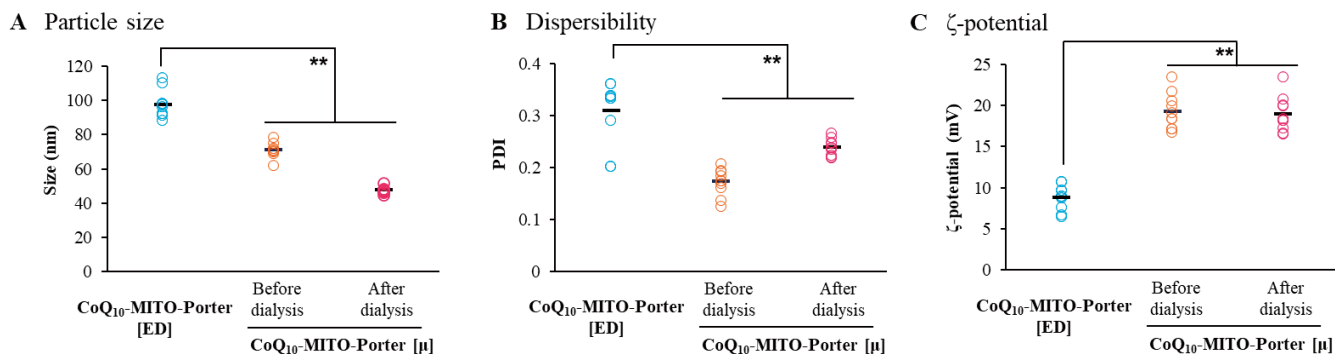 A Particle size
**
120
100
80
60
40
20
0
Size (nm)
CoQ₁₀-MITO-Porter
[ED]
Before
dialysis
After
dialysis
CoQ₁₀-MITO-Porter [μ]
B Dispersibility
**
0.4
0.3
0.2
0.1
0
PDI
CoQ₁₀-MITO-Porter
[ED]
Before
dialysis
After
dialysis
CoQ₁₀-MITO-Porter [μ]
C ζ-potential
**
25
20
15
10
5
0
ζ-potential (mV)
CoQ₁₀-MITO-Porter
[ED]
Before
dialysis
After
dialysis
CoQ₁₀-MITO-Porter [μ]